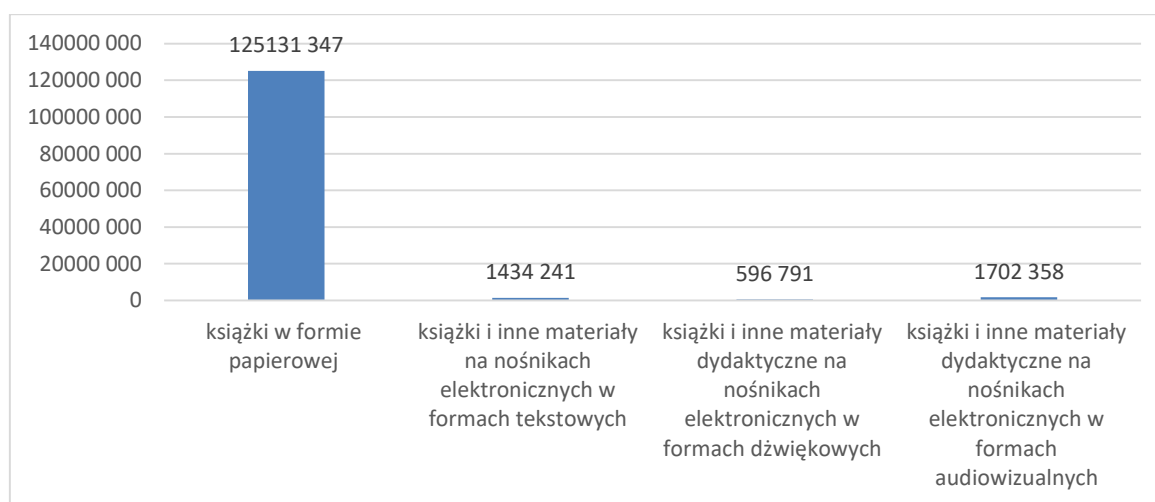 140000 000
120000 000
100000 000
80000 000
60000 000
40000 000
20000 000
0
125131 347
1434 241
596 791
1702 358
książki w formie
papierowej
książki i inne materiały
na nośnikach
elektronicznych w
formach tekstowych
książki i inne materiały
dydaktyczne na
nośnikach
elektronicznych w
formach dżwiękowych
książki i inne materiały
dydaktyczne na
nośnikach
elektronicznych w
formach
audiowizualnych